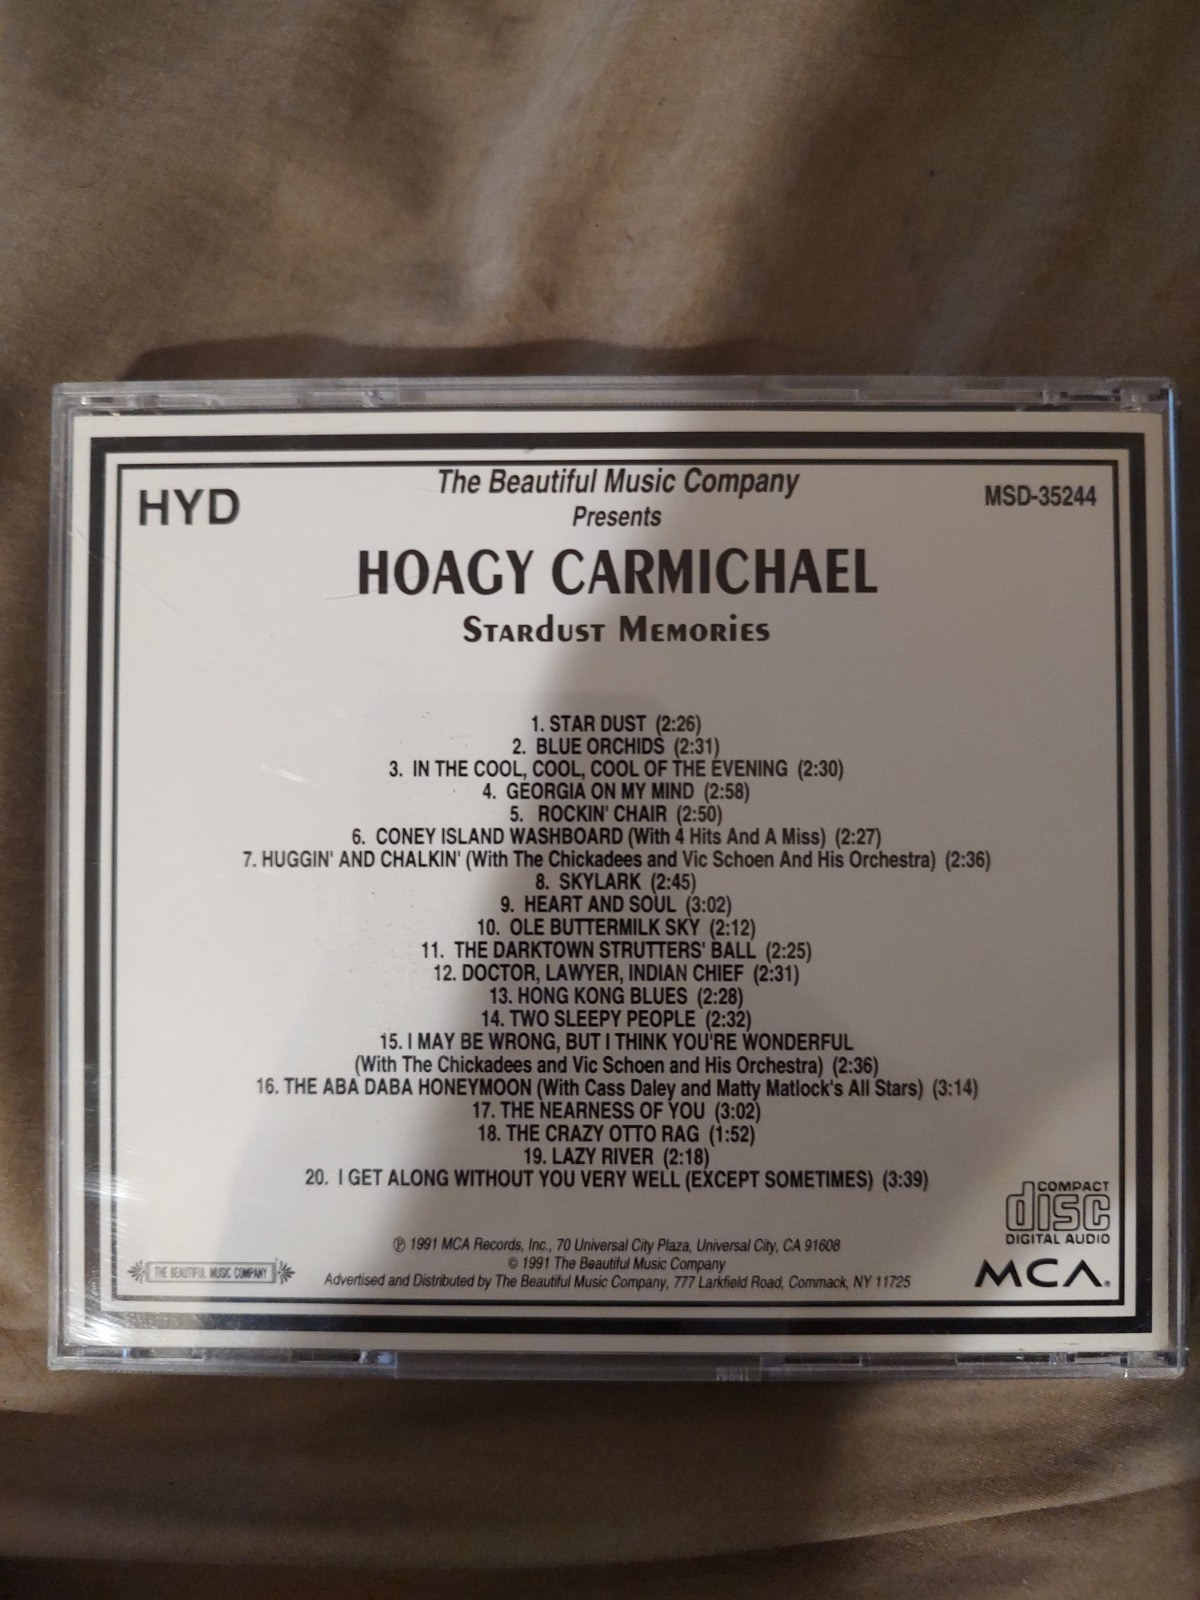 HYD
The Beautiful Music Company
MSD-35244
Presents
HOAGY CARMICHAEL
Stardust Memories
1. STAR DUST (2:26)
2. BLUE ORCHIDS (2:31)
3. IN THE COOL, COOL, COOL OF THE EVENING (2:30)
4. GEORGIA ON MY MIND (2:58)
5. ROCKIN' CHAIR (2:50)
6. CONEY ISLAND WASHBOARD (With 4 Hits And A Miss) (2:27)
7. HUGGIN' AND CHALKIN' (With The Chickadees and Vic Schoen And His Orchestra) (2:36)
8. SKYLARK (2:45)
9. HEART AND SOUL (3:02)
10. OLE BUTTERMILK SKY (2:12)
11. THE DARKTOWN STRUTTERS' BALL (2:25)
12. DOCTOR, LAWYER, INDIAN CHIEF (2:31)
13. HONG KONG BLUES (2:28)
14. TWO SLEEPY PEOPLE (2:32)
15. I MAY BE WRONG, BUT I THINK YOU'RE WONDERFUL
(With The Chickadees and Vic Schoen and His Orchestra) (2:36)
16. THE ABA DABA HONEYMOON (With Cass Daley and Matty Matlock's All Stars) (3:14)
17. THE NEARNESS OF YOU (3:02)
18. THE CRAZY OTTO RAG (1:52)
19. LAZY RIVER (2:18)
20. I GET ALONG WITHOUT YOU VERY WELL (EXCEPT SOMETIMES) (3:39)
COMPACT
disc
DIGITAL AUDIO
℗ 1991 MCA Records, Inc., 70 Universal City Plaza, Universal City, CA 91608
© 1991 The Beautiful Music Company
Advertised and Distributed by The Beautiful Music Company, 777 Larkfield Road, Commack, NY 11725
THE BEAUTIFUL MUSIC COMPANY
MCA®